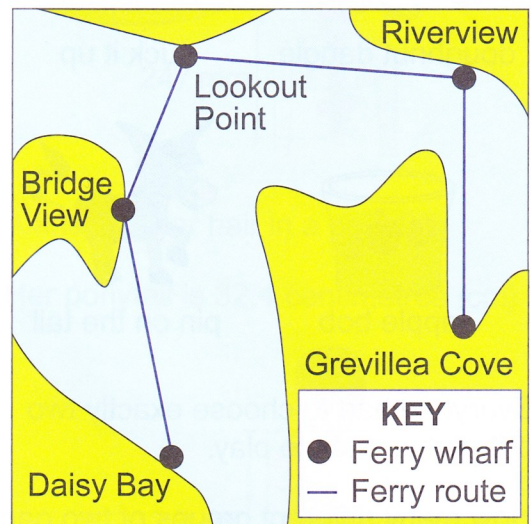 Riverview
Lookout
Point
Bridge
View
Grevillea Cove
Daisy Bay
KEY
Ferry wharf
Ferry route